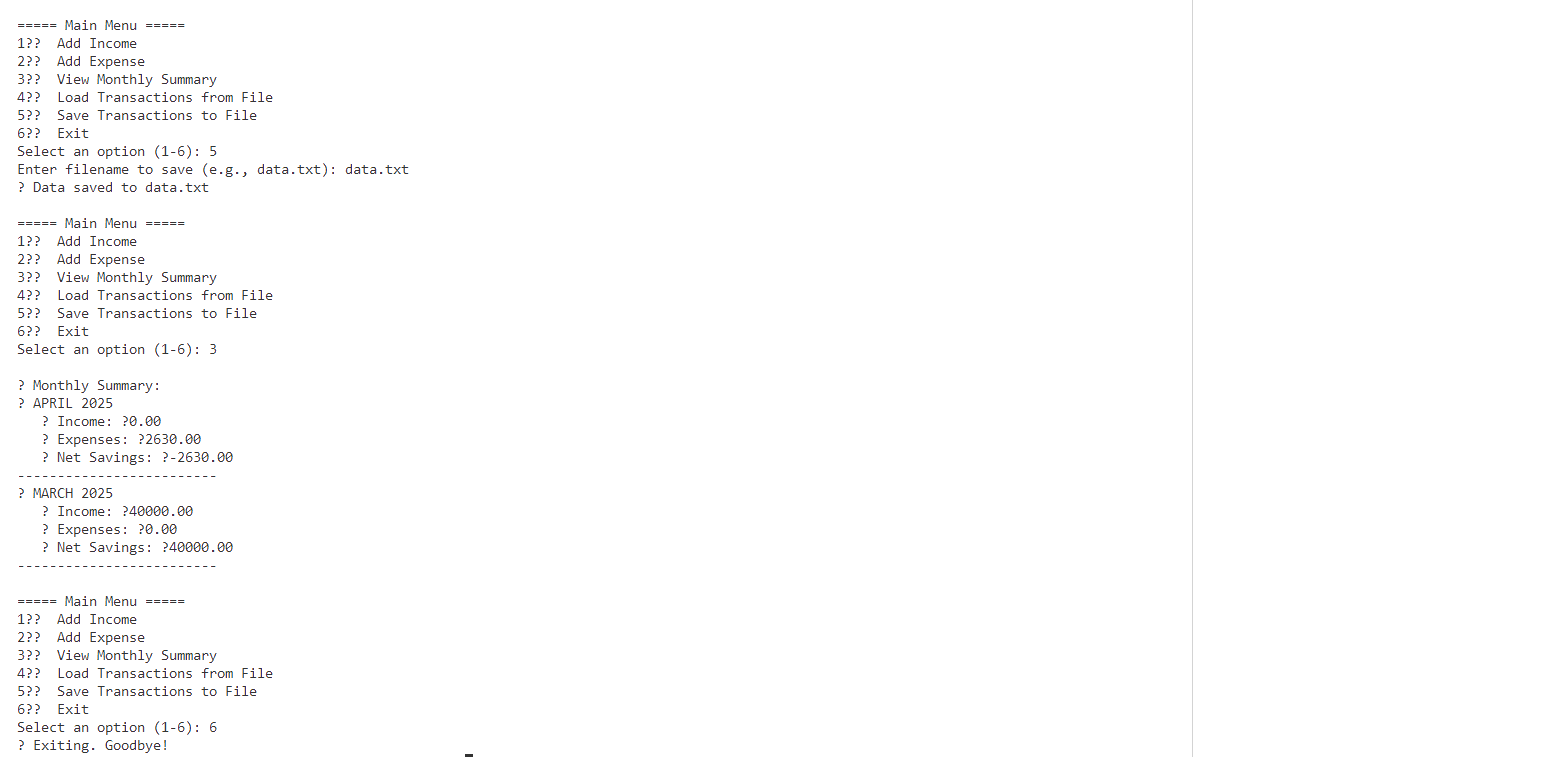 ===== Main Menu =====
1??  Add Income
2??  Add Expense
3??  View Monthly Summary
4??  Load Transactions from File
5??  Save Transactions to File
6??  Exit
Select an option (1-6): 5
Enter filename to save (e.g., data.txt): data.txt
? Data saved to data.txt

===== Main Menu =====
1??  Add Income
2??  Add Expense
3??  View Monthly Summary
4??  Load Transactions from File
5??  Save Transactions to File
6??  Exit
Select an option (1-6): 3

? Monthly Summary:
? APRIL 2025
   ? Income: ?0.00
   ? Expenses: ?2630.00
   ? Net Savings: ?-2630.00
-------------------------
? MARCH 2025
   ? Income: ?40000.00
   ? Expenses: ?0.00
   ? Net Savings: ?40000.00
-------------------------

===== Main Menu =====
1??  Add Income
2??  Add Expense
3??  View Monthly Summary
4??  Load Transactions from File
5??  Save Transactions to File
6??  Exit
Select an option (1-6): 6
? Exiting. Goodbye!